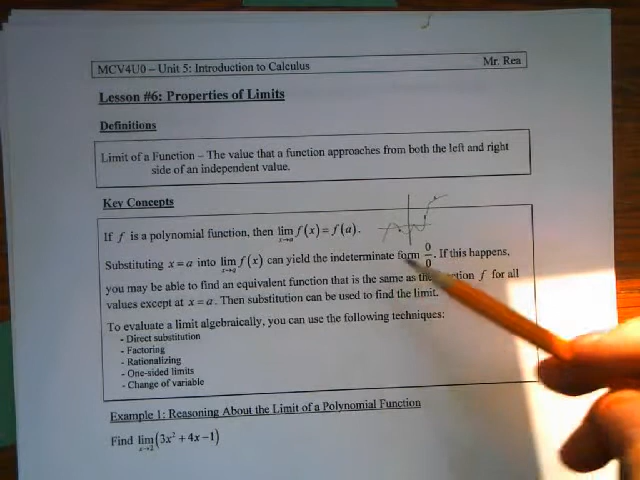 MCV4U0 – Unit 5: Introduction to Calculus Mr. Rea
Lesson #6: Properties of Limits
Definitions
Limit of a Function – The value that a function approaches from both the left and right
side of an independent value.
Key Concepts
If f is a polynomial function, then lim x→a f(x) = f(a).
Substituting x = a into lim x→a f(x) can yield the indeterminate form 0/0. If this happens,
you may be able to find an equivalent function that is the same as the function f for all
values except at x = a. Then substitution can be used to find the limit.
To evaluate a limit algebraically, you can use the following techniques:
- Direct substitution
- Factoring
- Rationalizing
- One-sided limits
- Change of variable
Example 1: Reasoning About the Limit of a Polynomial Function
Find lim x→2 (3x² + 4x − 1)